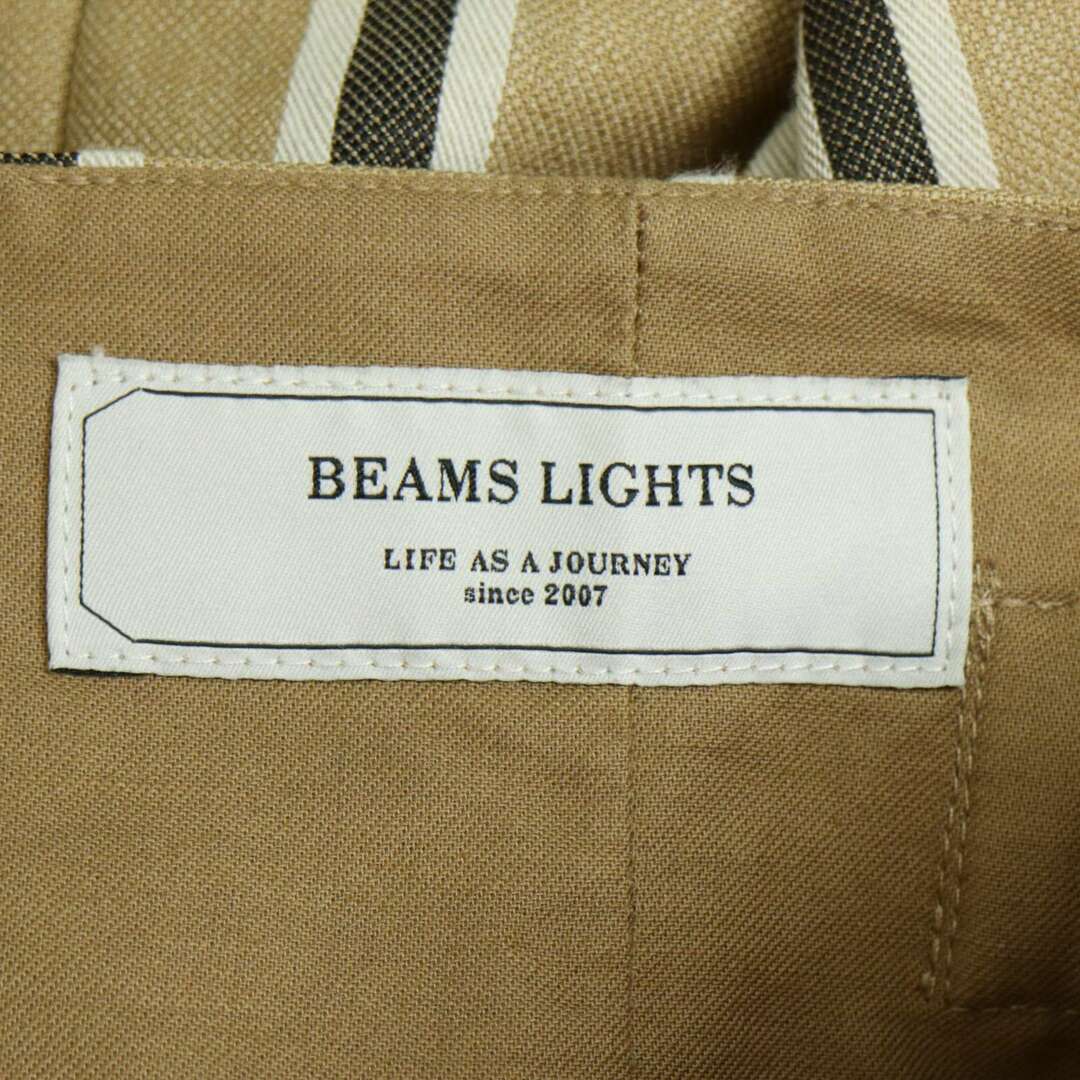 BEAMS LIGHTS
LIFE AS A JOURNEY
since 2007